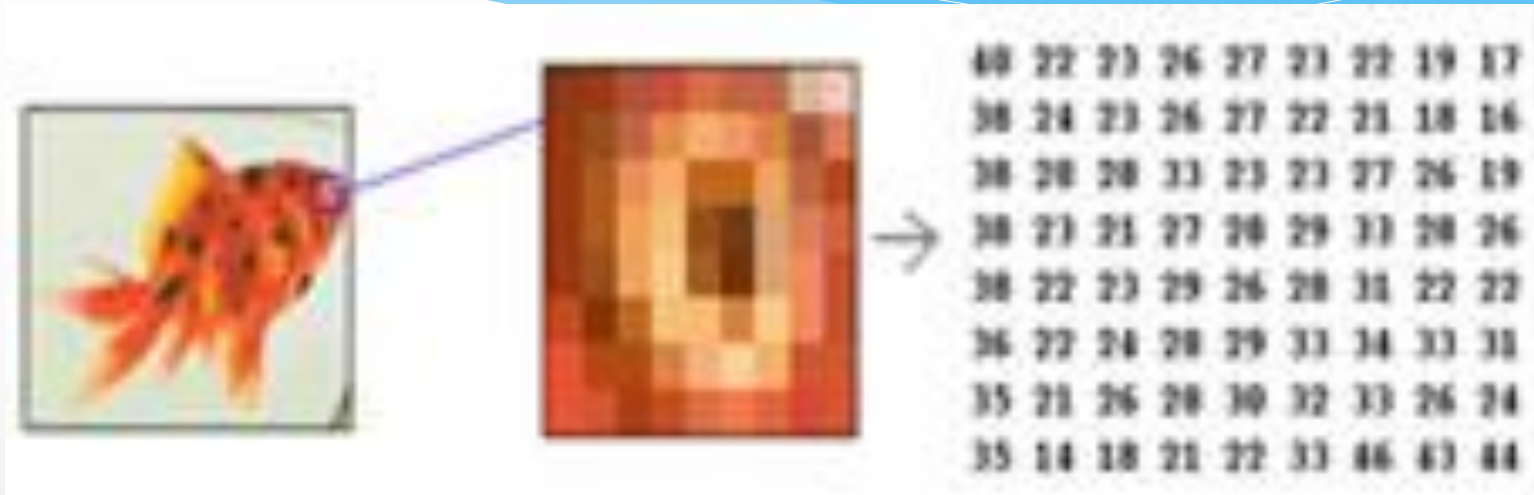 40 22 23 26 27 23 22 19 17
38 24 23 26 27 22 21 18 16
38 28 28 33 23 23 27 26 19
38 23 21 27 28 29 33 28 26
38 22 23 29 26 28 31 22 22
36 22 24 28 29 33 34 33 31
35 21 26 28 30 32 33 26 24
35 14 18 21 22 33 46 43 44